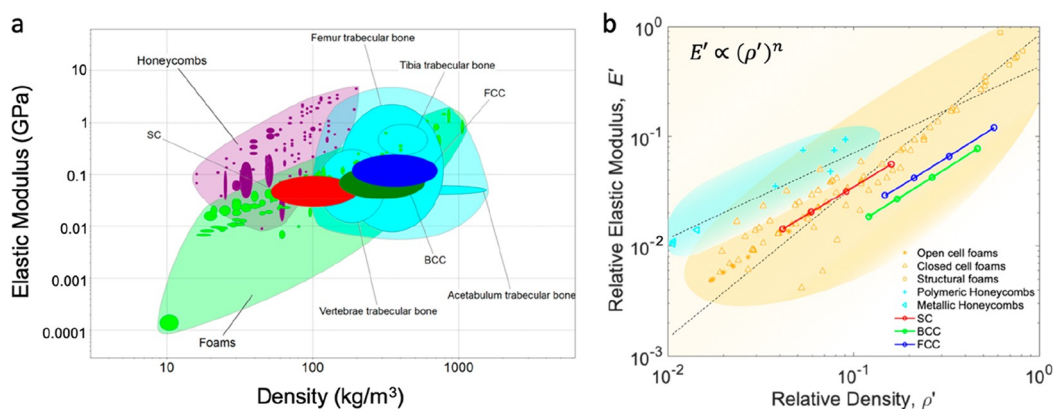 a
Elastic Modulus (GPa)
10
1
0.1
0.01
0.001
0.0001
Honeycombs
SC
Femur trabecular bone
Tibia trabecular bone
FCC
BCC
Acetabulum trabecular bone
Vertebrae trabecular bone
Foams
10
100
1000
Density (kg/m³)
b
E' ∝ (ρ')ⁿ
Relative Elastic Modulus, E'
10⁰
10⁻¹
10⁻²
10⁻³
Open cell foams
Closed cell foams
Structural foams
Polymeric Honeycombs
Metallic Honeycombs
SC
BCC
FCC
10⁻²
10⁻¹
10⁰
Relative Density, ρ'